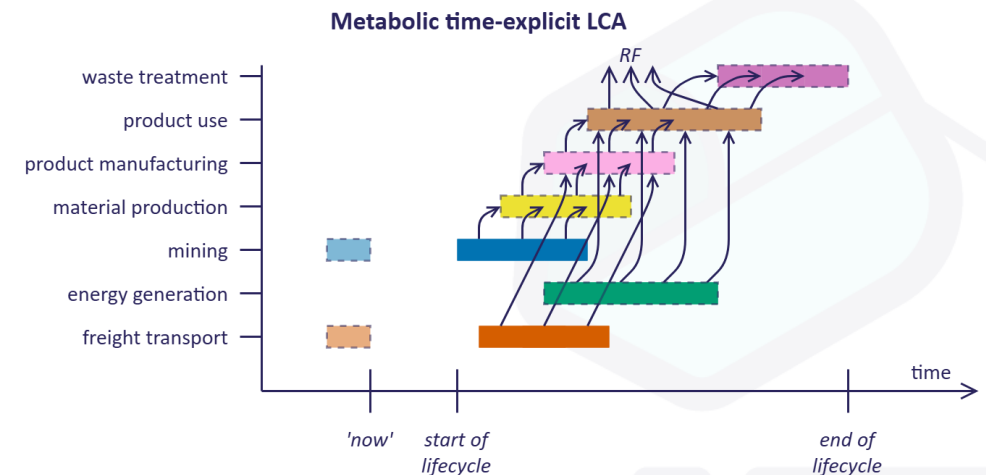 Metabolic time-explicit LCA
RF
waste treatment
product use
product manufacturing
material production
mining
energy generation
freight transport
time
'now'
start of
lifecycle
end of
lifecycle